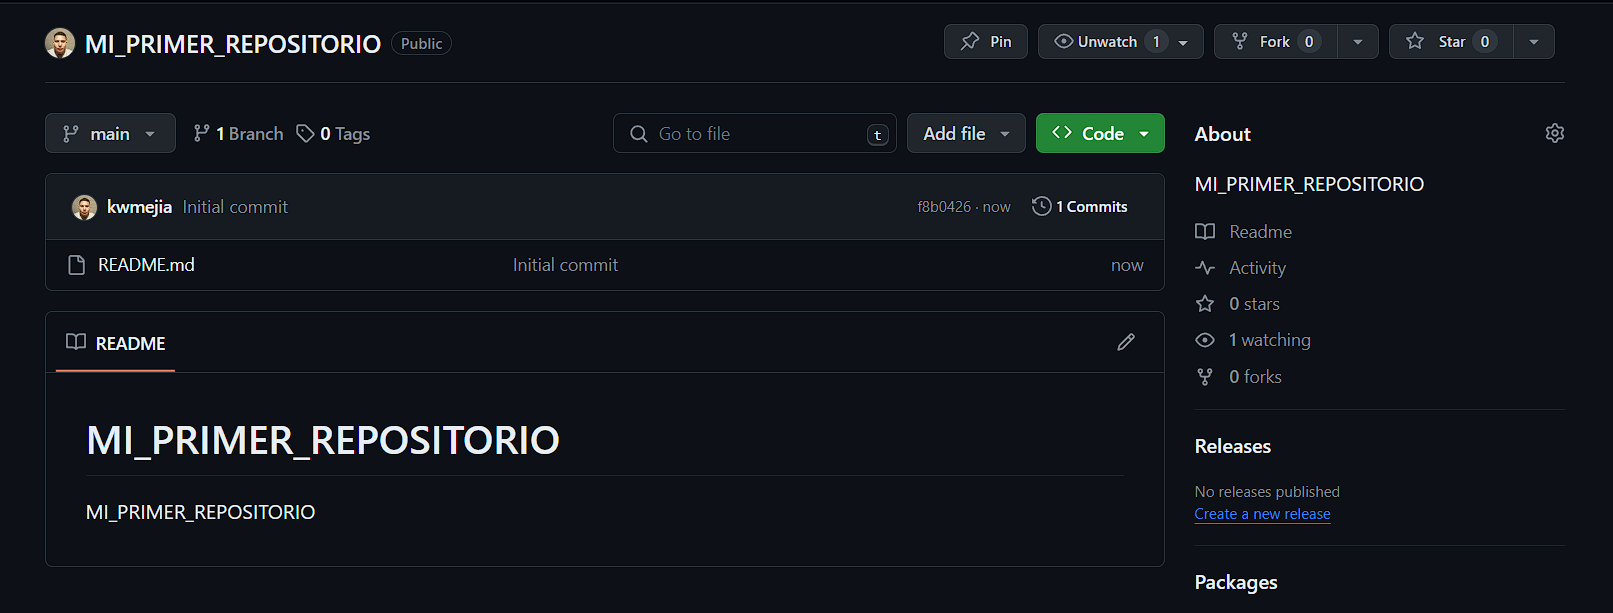 MI_PRIMER_REPOSITORIO Public
Pin Unwatch 1 Fork 0 Star 0
main 1 Branch 0 Tags
Go to file t Add file Code
kwmejia Initial commit f8b0426 · now 1 Commits
README.md Initial commit now
README
MI_PRIMER_REPOSITORIO
MI_PRIMER_REPOSITORIO
About
MI_PRIMER_REPOSITORIO
Readme
Activity
0 stars
1 watching
0 forks
Releases
No releases published
Create a new release
Packages